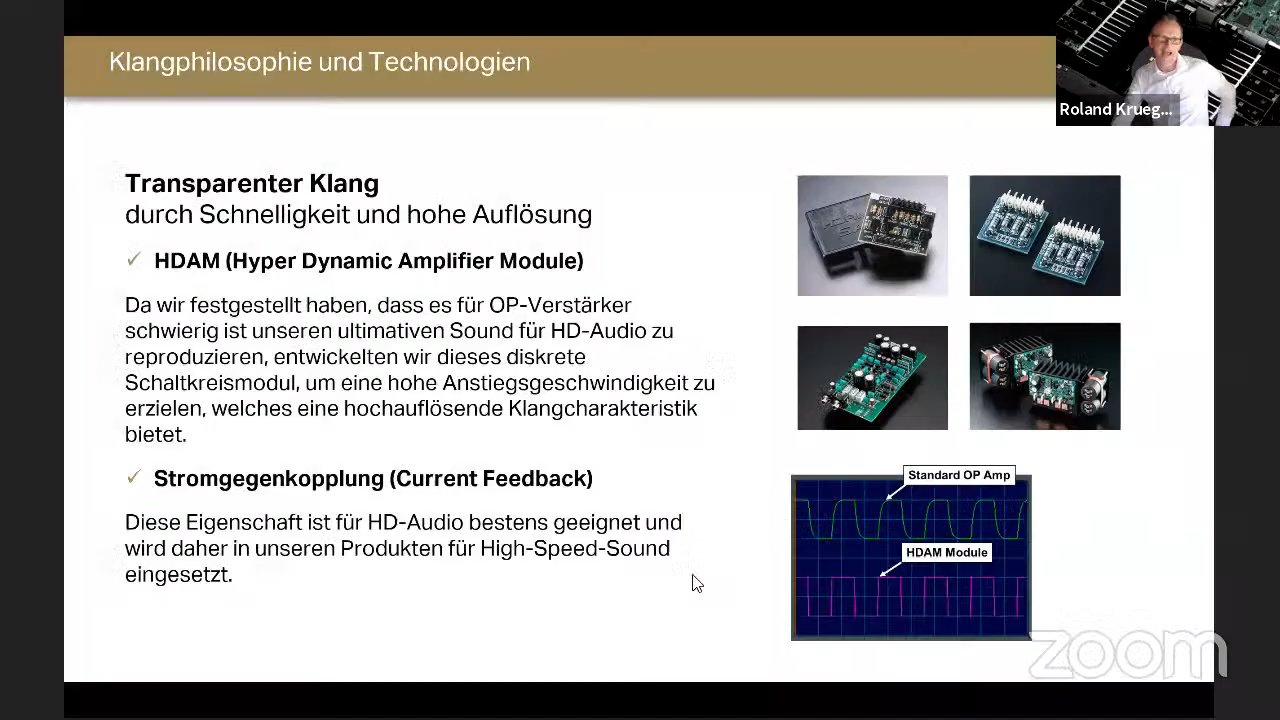 Klangphilosophie und Technologien
Roland Krueg...
Transparenter Klang
durch Schnelligkeit und hohe Auflösung
✓ HDAM (Hyper Dynamic Amplifier Module)
Da wir festgestellt haben, dass es für OP-Verstärker
schwierig ist unseren ultimativen Sound für HD-Audio zu
reproduzieren, entwickelten wir dieses diskrete
Schaltkreismodul, um eine hohe Anstiegsgeschwindigkeit zu
erzielen, welches eine hochauflösende Klangcharakteristik
bietet.
✓ Stromgegenkopplung (Current Feedback)
Diese Eigenschaft ist für HD-Audio bestens geeignet und
wird daher in unseren Produkten für High-Speed-Sound
eingesetzt.
Standard OP Amp
HDAM Module
zoom